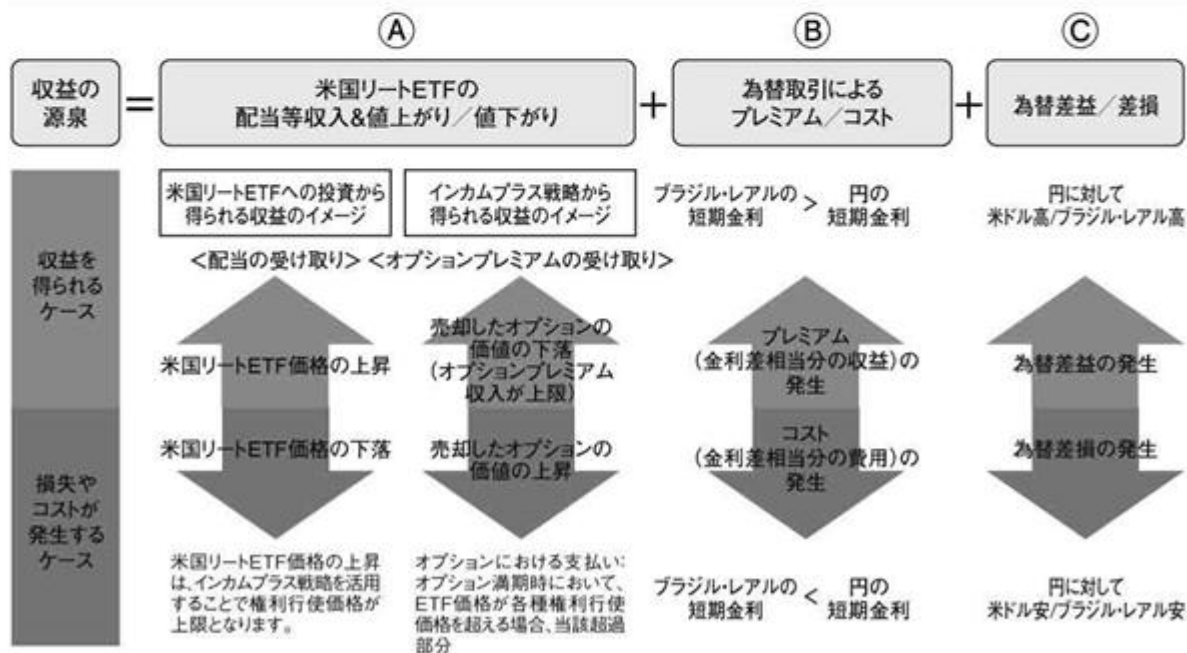 Ⓐ
Ⓑ
Ⓒ
収益の
源泉
=
米国リートETFの
配当等収入&値上がり/値下がり
+
為替取引による
プレミアム/コスト
+
為替差益/差損
収益を
得られる
ケース
米国リートETFへの投資から
得られる収益のイメージ
インカムプラス戦略から
得られる収益のイメージ
ブラジル・レアルの
短期金利
>
円の
短期金利
円に対して
米ドル高/ブラジル・レアル高
<配当の受け取り>
<オプションプレミアムの受け取り>
米国リートETF価格の上昇
売却したオプションの
価値の下落
(オプションプレミアム
収入が上限)
プレミアム
(金利差相当分の収益)の
発生
為替差益の発生
損失や
コストが
発生する
ケース
米国リートETF価格の下落
売却したオプションの
価値の上昇
コスト
(金利差相当分の費用)の
発生
為替差損の発生
米国リートETF価格の上昇
は、インカムプラス戦略を活用
することで権利行使価格が
上限となります。
オプションにおける支払い:
オプション満期時において、
ETF価格が各種権利行使
価格を超える場合、当該超過
部分
ブラジル・レアルの
短期金利
<
円の
短期金利
円に対して
米ドル安/ブラジル・レアル安